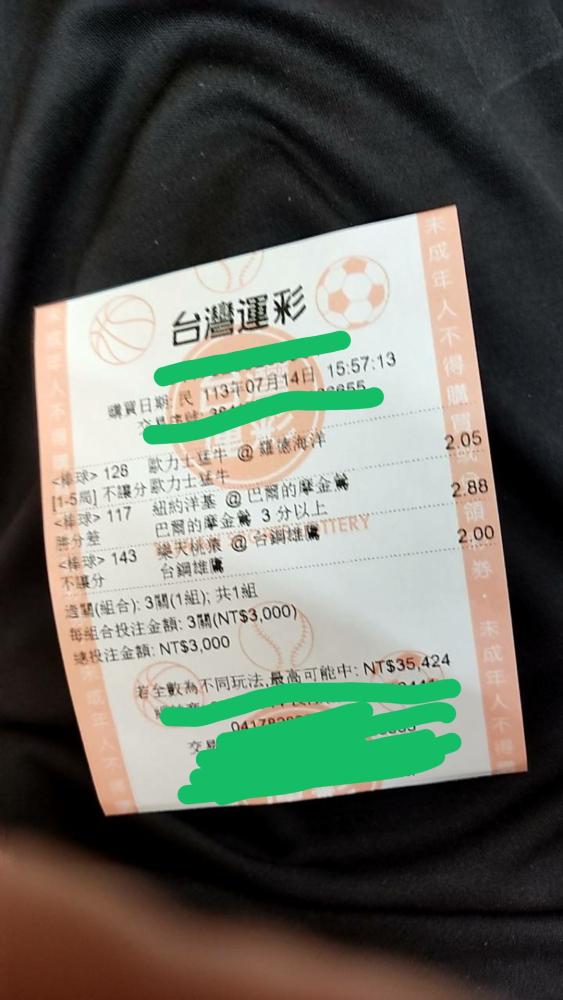 台灣運彩
購買日期: 民 113年07月14日 15:57:13
<棒球> 128 歐力士猛牛 @ 羅德海洋
[1-5局] 不讓分 歐力士猛牛 2.05
<棒球> 117 紐約洋基 @ 巴爾的摩金鶯
勝分差 巴爾的摩金鶯 3 分以上 2.88
<棒球> 143 樂天桃猿 @ 台鋼雄鷹
不讓分 台鋼雄鷹 2.00
過關(組合): 3關(1組); 共1組
每組合投注金額: 3關(NT$3,000)
總投注金額: NT$3,000
若全數為不同玩法,最高可能中: NT$35,424
交易
未成年人不得購買或領
券．未成年人不得
未成年人不得